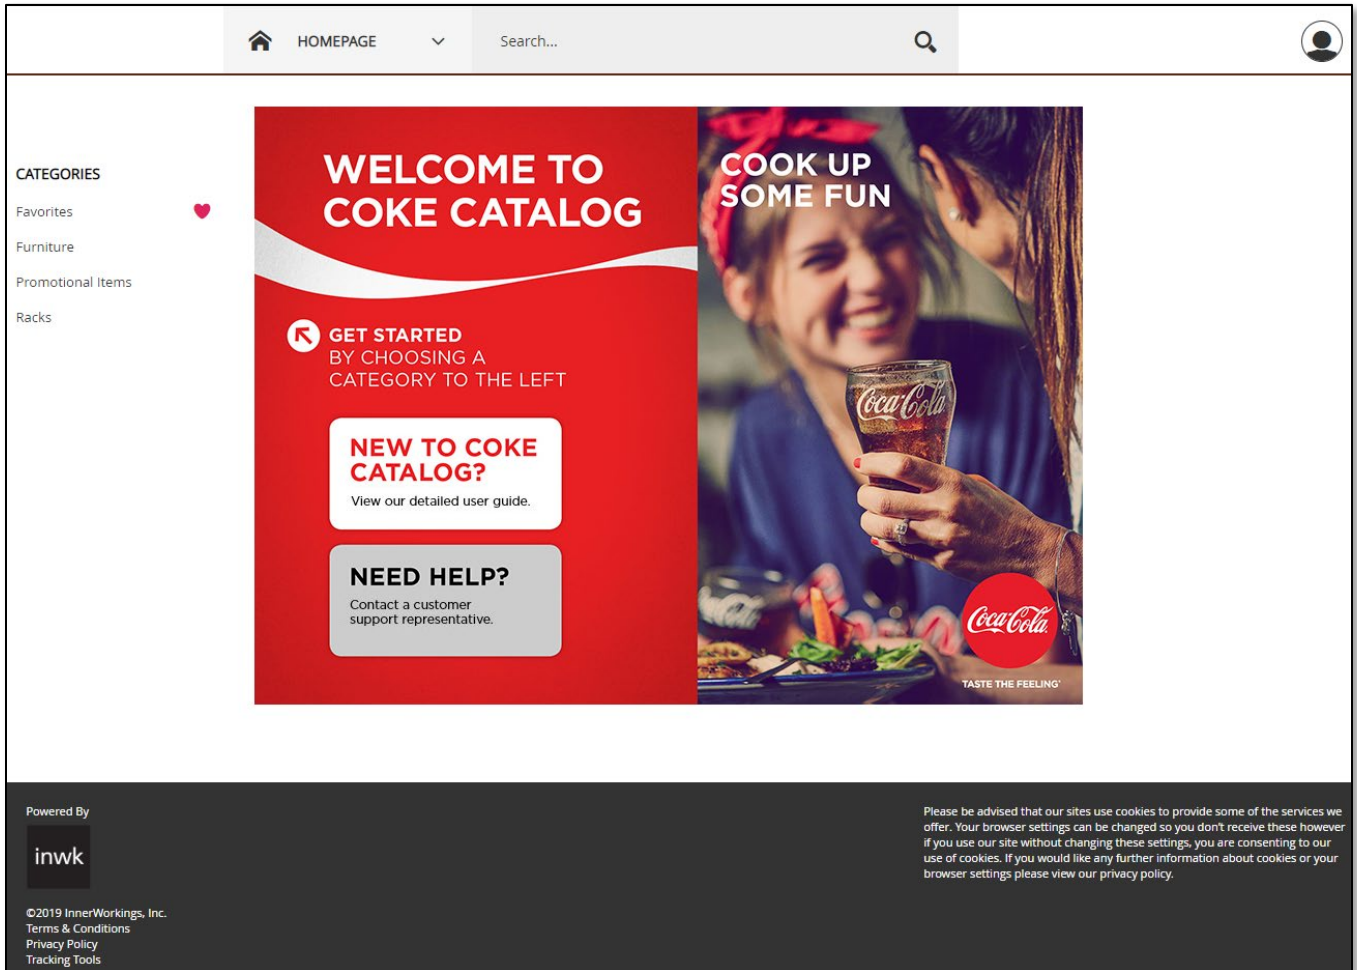 HOMEPAGE
Search...
CATEGORIES
Favorites
Furniture
Promotional Items
Racks
WELCOME TO
COKE CATALOG
GET STARTED
BY CHOOSING A
CATEGORY TO THE LEFT
NEW TO COKE
CATALOG?
View our detailed user guide.
NEED HELP?
Contact a customer
support representative.
COOK UP
SOME FUN
Coca-Cola
Coca-Cola
TASTE THE FEELING
Powered By
inwk
©2019 InnerWorkings, Inc.
Terms & Conditions
Privacy Policy
Tracking Tools
Please be advised that our sites use cookies to provide some of the services we
offer. Your browser settings can be changed so you don't receive these however
if you use our site without changing these settings, you are consenting to our
use of cookies. If you would like any further information about cookies or your
browser settings please view our privacy policy.